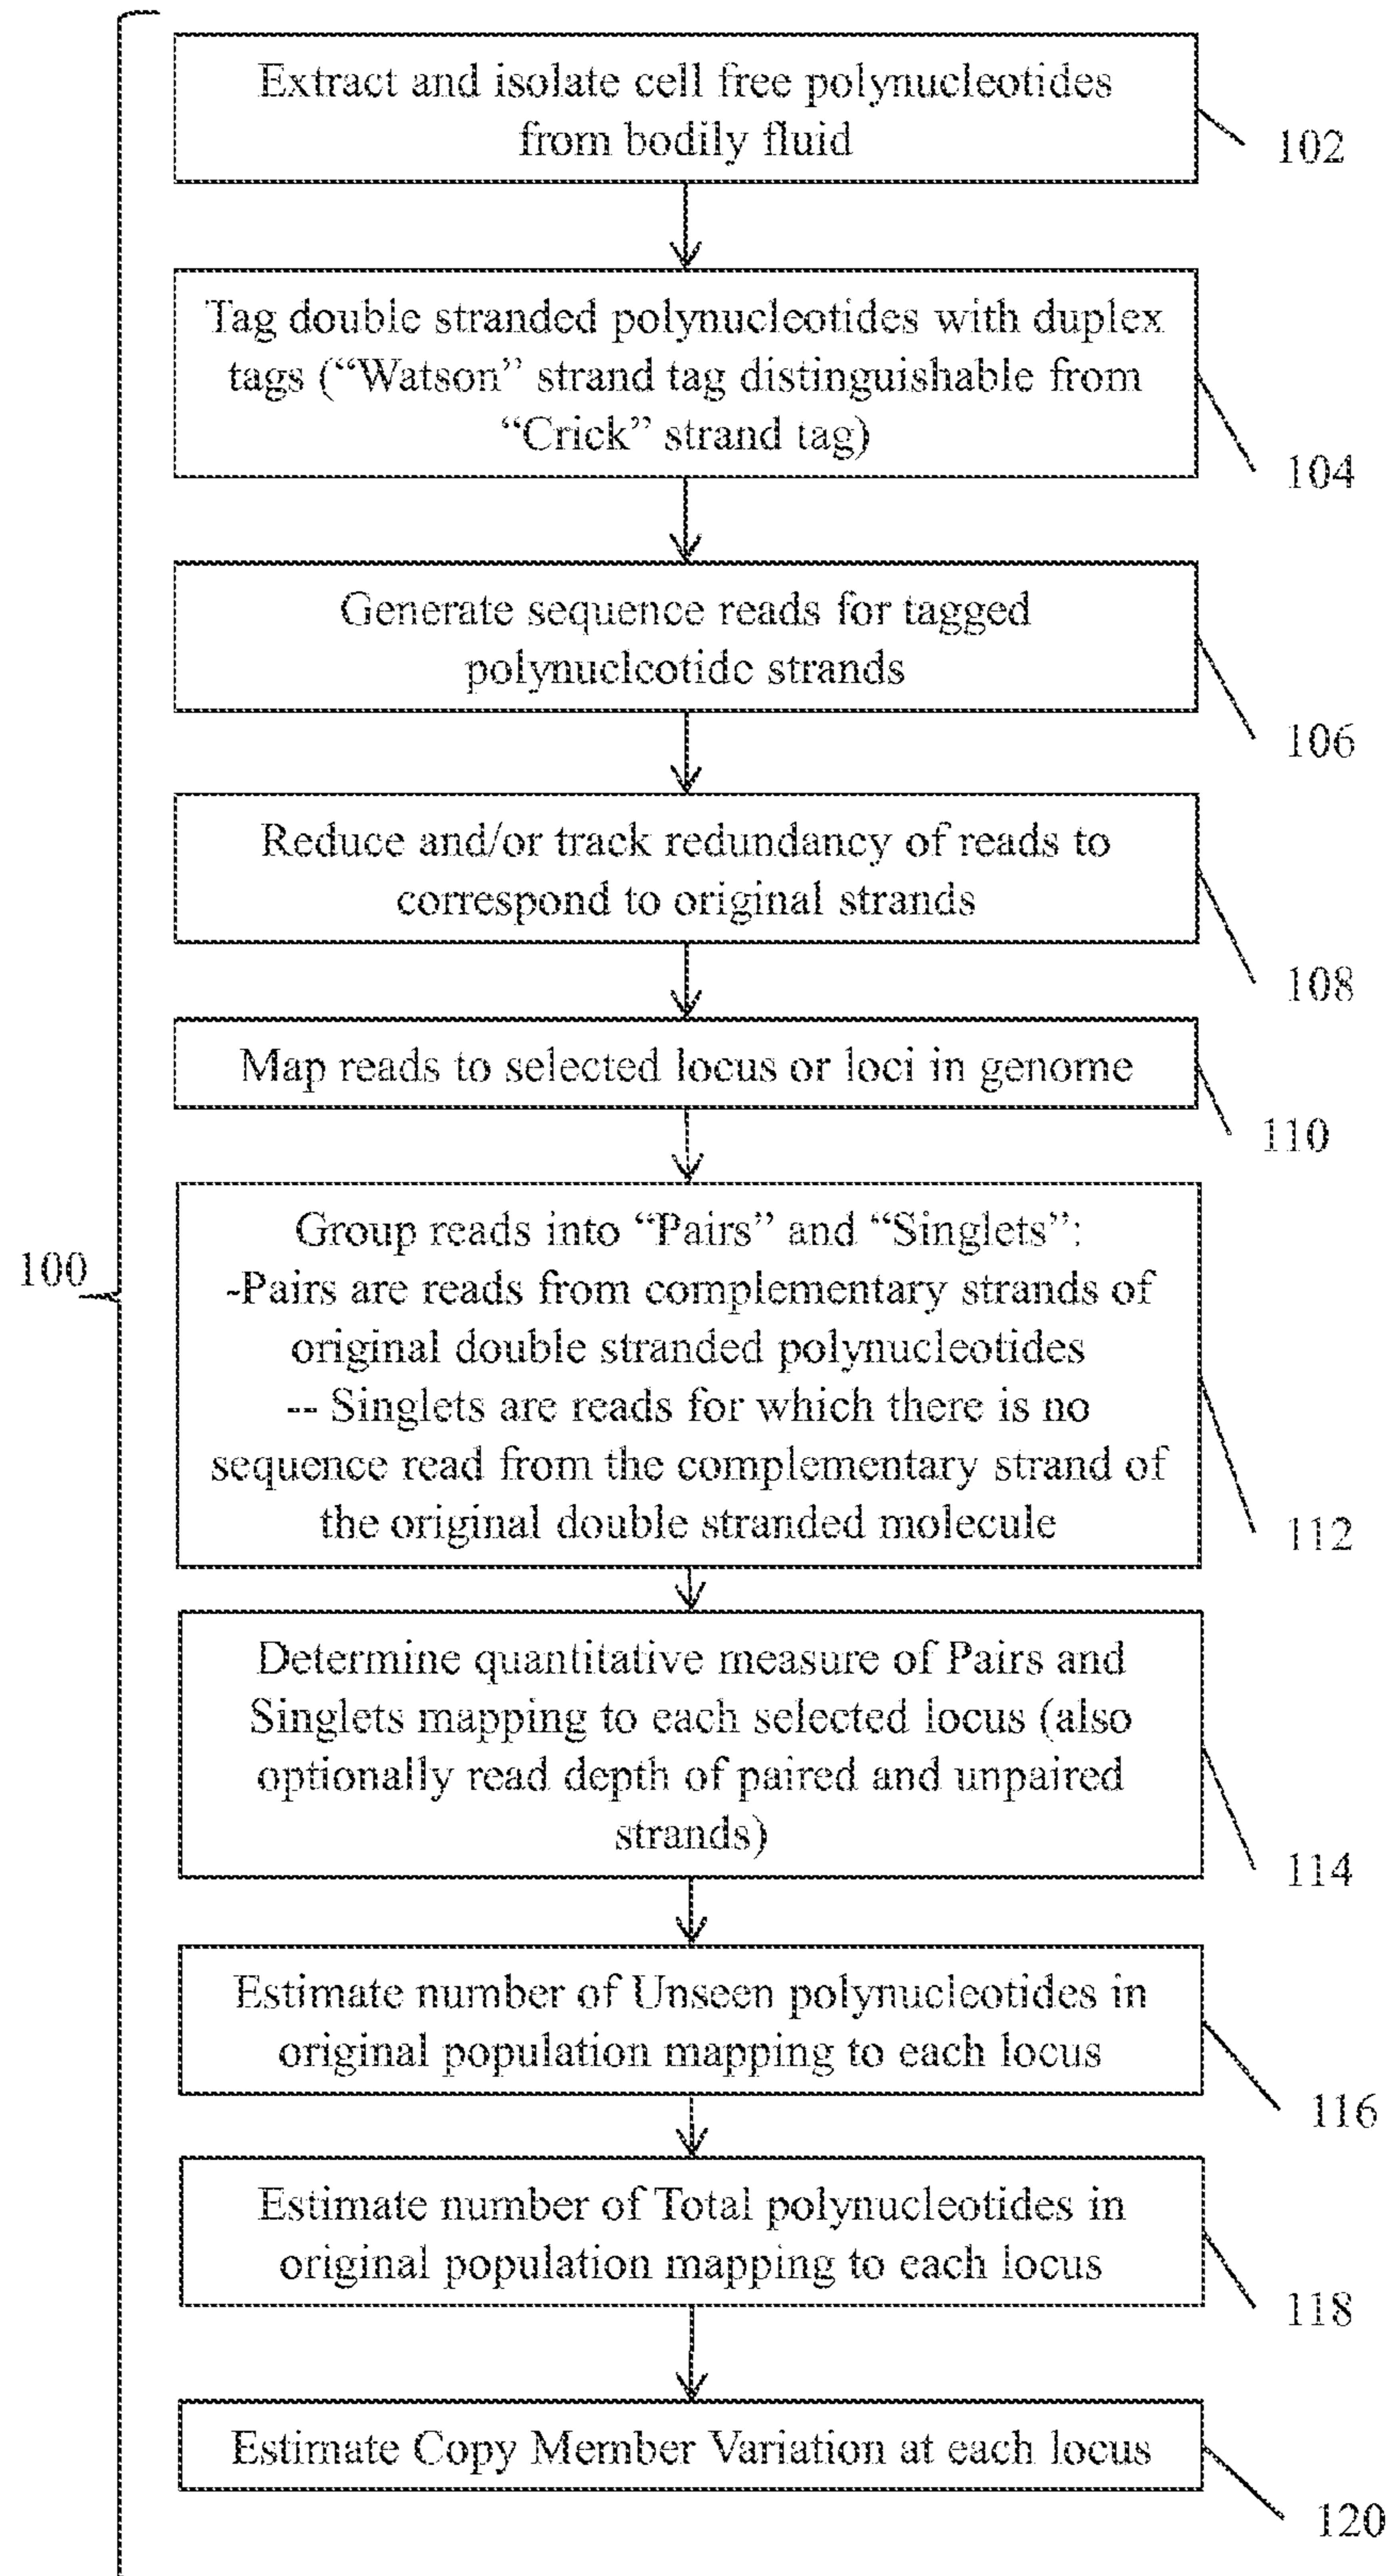 Extract and isolate cell free polynucleotides
from bodily fluid
102
Tag double stranded polynucleotides with duplex
tags (“Watson” strand tag distinguishable from
“Crick” strand tag)
104
Generate sequence reads for tagged
polynucleotide strands
106
Reduce and/or track redundancy of reads to
correspond to original strands
108
Map reads to selected locus or loci in genome
110
100
Group reads into “Pairs” and “Singlets”:
-Pairs are reads from complementary strands of
original double stranded polynucleotides
-- Singlets are reads for which there is no
sequence read from the complementary strand of
the original double stranded molecule
112
Determine quantitative measure of Pairs and
Singlets mapping to each selected locus (also
optionally read depth of paired and unpaired
strands)
114
Estimate number of Unseen polynucleotides in
original population mapping to each locus
116
Estimate number of Total polynucleotides in
original population mapping to each locus
118
Estimate Copy Member Variation at each locus
120